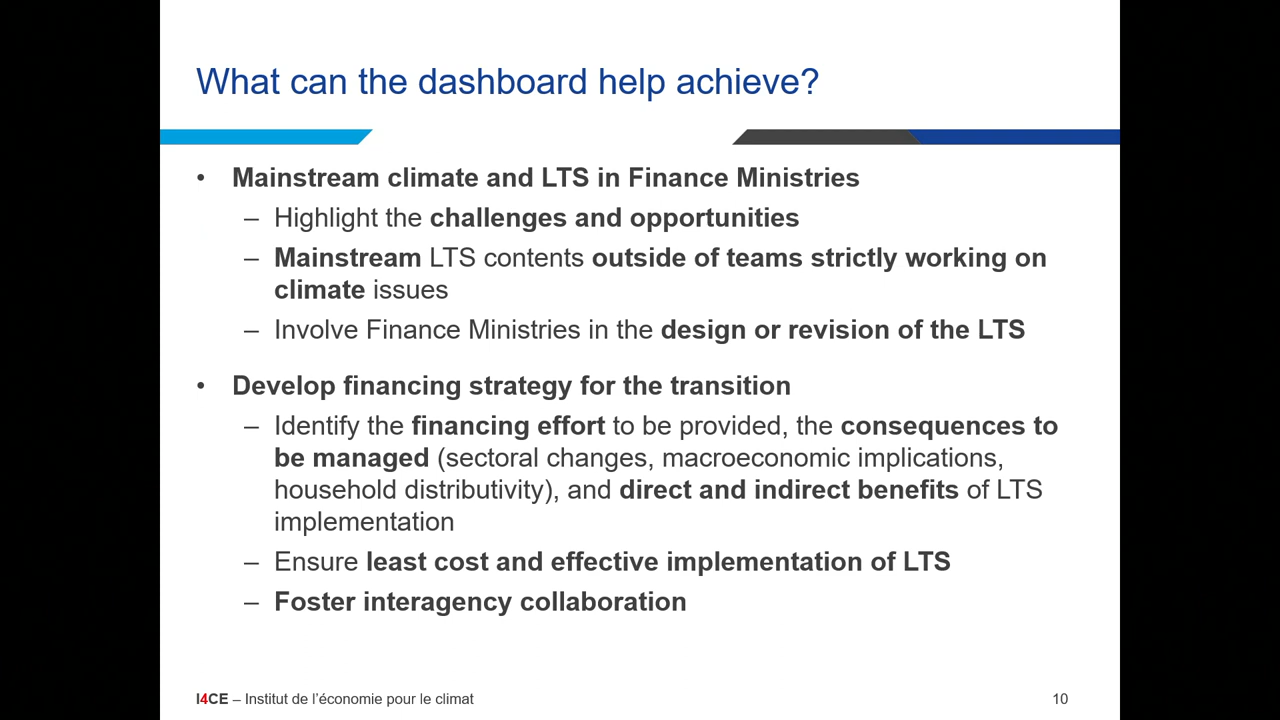 What can the dashboard help achieve?
• Mainstream climate and LTS in Finance Ministries
– Highlight the challenges and opportunities
– Mainstream LTS contents outside of teams strictly working on
climate issues
– Involve Finance Ministries in the design or revision of the LTS
• Develop financing strategy for the transition
– Identify the financing effort to be provided, the consequences to
be managed (sectoral changes, macroeconomic implications,
household distributivity), and direct and indirect benefits of LTS
implementation
– Ensure least cost and effective implementation of LTS
– Foster interagency collaboration
I4CE – Institut de l’économie pour le climat
10